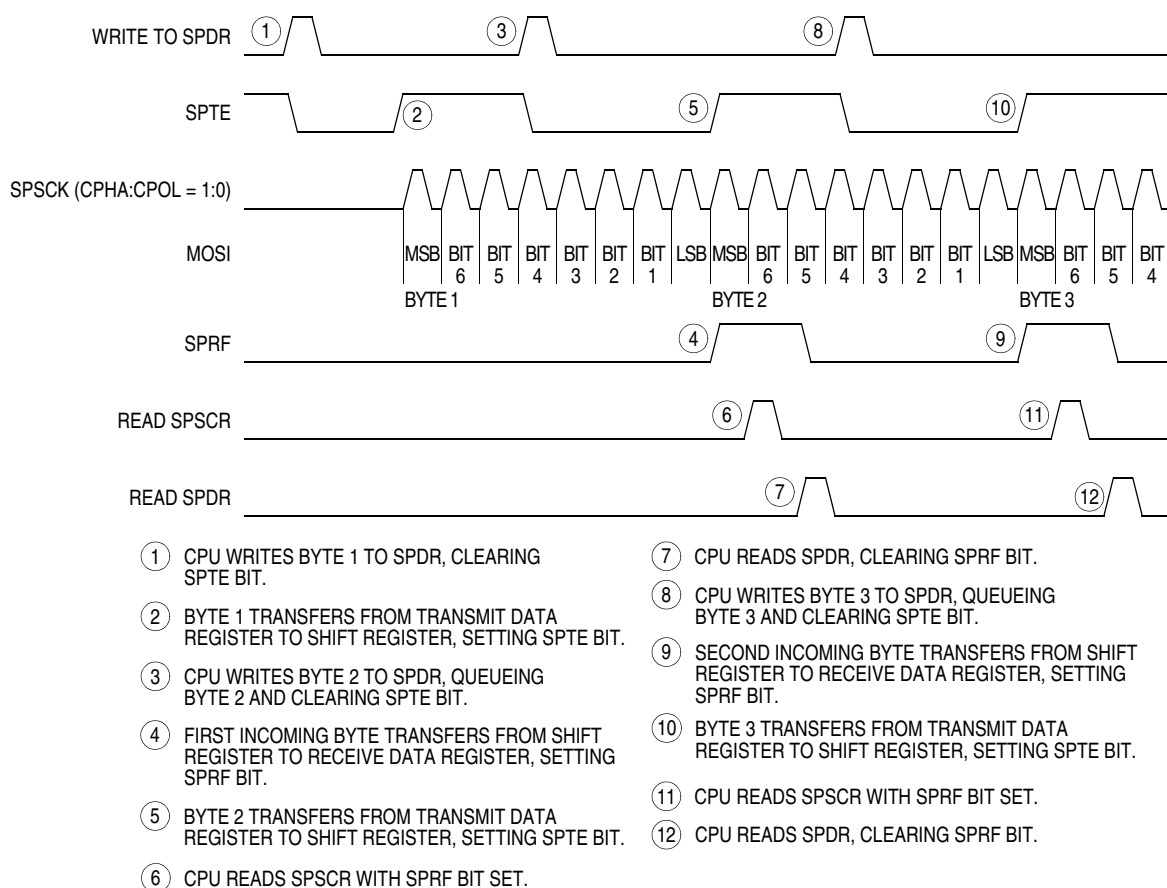 WRITE TO SPDR 1 3 8
SPTE 2 5 10
SPSCK (CPHA:CPOL = 1:0)
MOSI MSB BIT 6 BIT 5 BIT 4 BIT 3 BIT 2 BIT 1 LSB MSB BIT 6 BIT 5 BIT 4 BIT 3 BIT 2 BIT 1 LSB MSB BIT 6 BIT 5 BIT 4
BYTE 1 BYTE 2 BYTE 3
SPRF 4 9
READ SPSCR 6 11
READ SPDR 7 12
1 CPU WRITES BYTE 1 TO SPDR, CLEARING
SPTE BIT.
2 BYTE 1 TRANSFERS FROM TRANSMIT DATA
REGISTER TO SHIFT REGISTER, SETTING SPTE BIT.
3 CPU WRITES BYTE 2 TO SPDR, QUEUEING
BYTE 2 AND CLEARING SPTE BIT.
4 FIRST INCOMING BYTE TRANSFERS FROM SHIFT
REGISTER TO RECEIVE DATA REGISTER, SETTING
SPRF BIT.
5 BYTE 2 TRANSFERS FROM TRANSMIT DATA
REGISTER TO SHIFT REGISTER, SETTING SPTE BIT.
6 CPU READS SPSCR WITH SPRF BIT SET.
7 CPU READS SPDR, CLEARING SPRF BIT.
8 CPU WRITES BYTE 3 TO SPDR, QUEUEING
BYTE 3 AND CLEARING SPTE BIT.
9 SECOND INCOMING BYTE TRANSFERS FROM SHIFT
REGISTER TO RECEIVE DATA REGISTER, SETTING
SPRF BIT.
10 BYTE 3 TRANSFERS FROM TRANSMIT DATA
REGISTER TO SHIFT REGISTER, SETTING SPTE BIT.
11 CPU READS SPSCR WITH SPRF BIT SET.
12 CPU READS SPDR, CLEARING SPRF BIT.